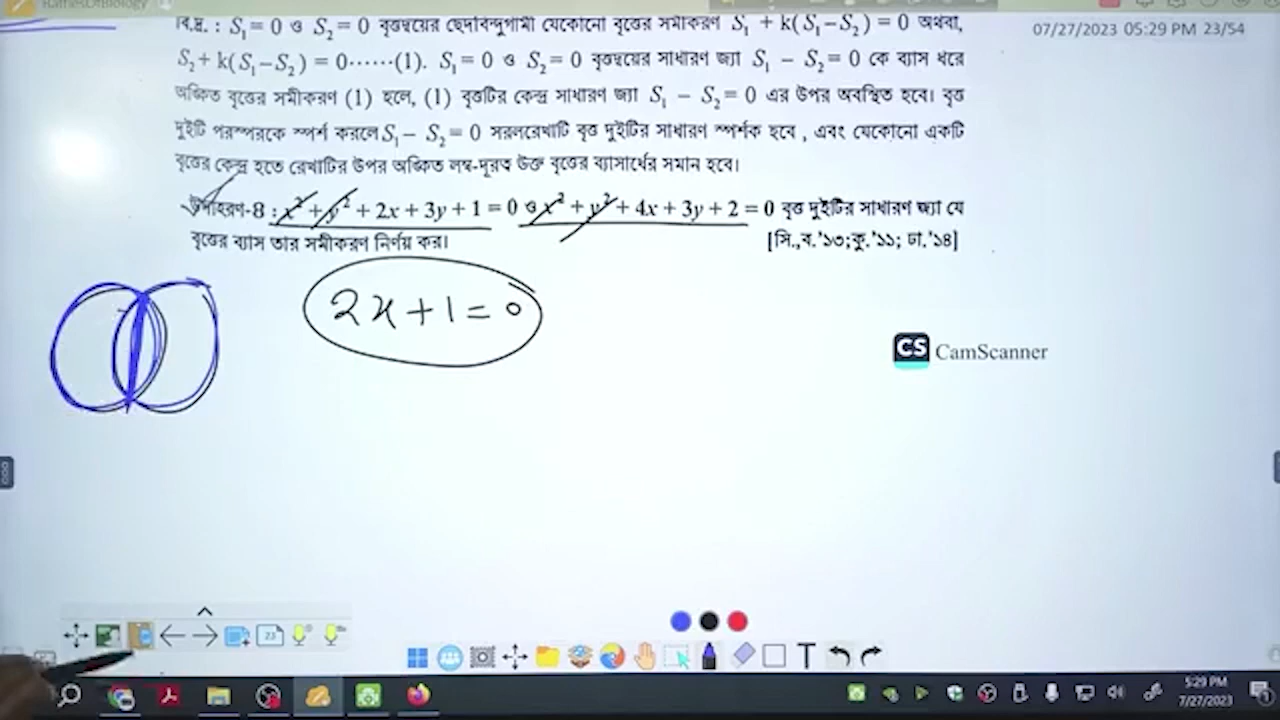 07/27/2023 05:29 PM 23/54
বি.দ্র. : S₁ = 0 ও S₂ = 0 বৃত্তদ্বয়ের ছেদবিন্দুগামী যেকোনো বৃত্তের সমীকরণ S₁ + k(S₁−S₂) = 0 অথবা,
S₂+ k(S₁−S₂) = 0······(1). S₁ = 0 ও S₂ = 0 বৃত্তদ্বয়ের সাধারণ জ্যা S₁ − S₂ = 0 কে ব্যাস ধরে
অঙ্কিত বৃত্তের সমীকরণ (1) হলে, (1) বৃত্তটির কেন্দ্র সাধারণ জ্যা S₁ − S₂ = 0 এর উপর অবস্থিত হবে। বৃত্ত
দুইটি পরস্পরকে স্পর্শ করলে S₁ − S₂ = 0 সরলরেখাটি বৃত্ত দুইটির সাধারণ স্পর্শক হবে , এবং যেকোনো একটি
বৃত্তের কেন্দ্র হতে রেখাটির উপর অঙ্কিত লম্ব-দূরত্ব উক্ত বৃত্তের ব্যাসার্ধের সমান হবে।
উদাহরণ-8 : x² + y² + 2x + 3y + 1 = 0 ও x² + y² + 4x + 3y + 2 = 0 বৃত্ত দুইটির সাধারণ জ্যা যে
বৃত্তের ব্যাস তার সমীকরণ নির্ণয় কর। [সি.,ব.'১৩;কু.'১১; ঢা.'১৪]
2x+1=0
CS CamScanner
23
T
5:29 PM
7/27/2023